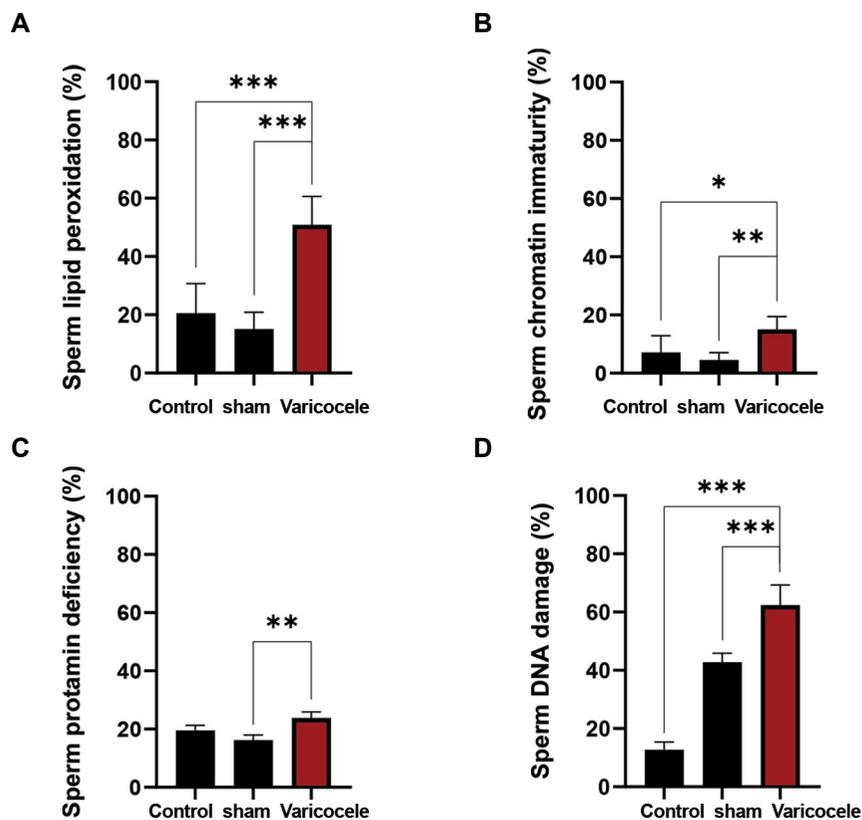 A
Sperm lipid peroxidation (%)
100
80
60
40
20
0
***
***
Control sham Varicocele
B
Sperm chromatin immaturity (%)
100
80
60
40
20
0
*
**
Control sham Varicocele
C
Sperm protamin deficiency (%)
100
80
60
40
20
0
**
Control sham Varicocele
D
Sperm DNA damage (%)
100
80
60
40
20
0
***
***
Control sham Varicocele